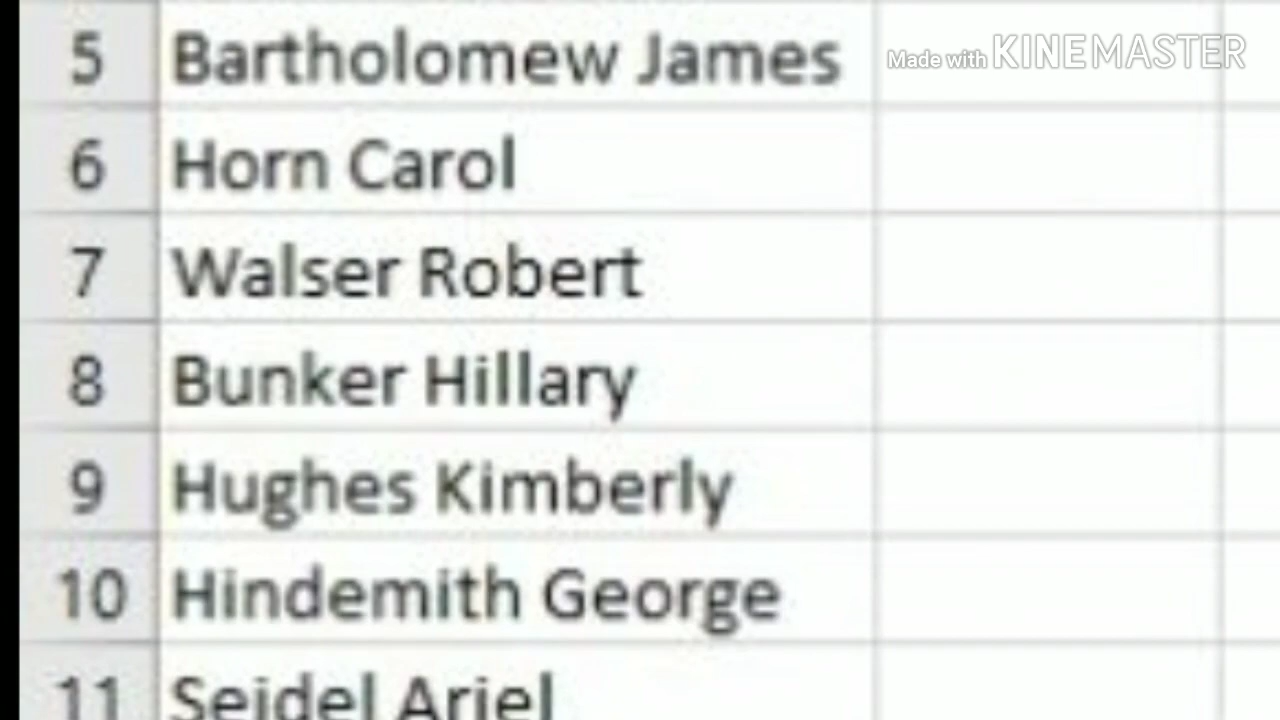 5 Bartholomew James Made with KINEMASTER
6 Horn Carol
7 Walser Robert
8 Bunker Hillary
9 Hughes Kimberly
10 Hindemith George
11 Seidel Ariel